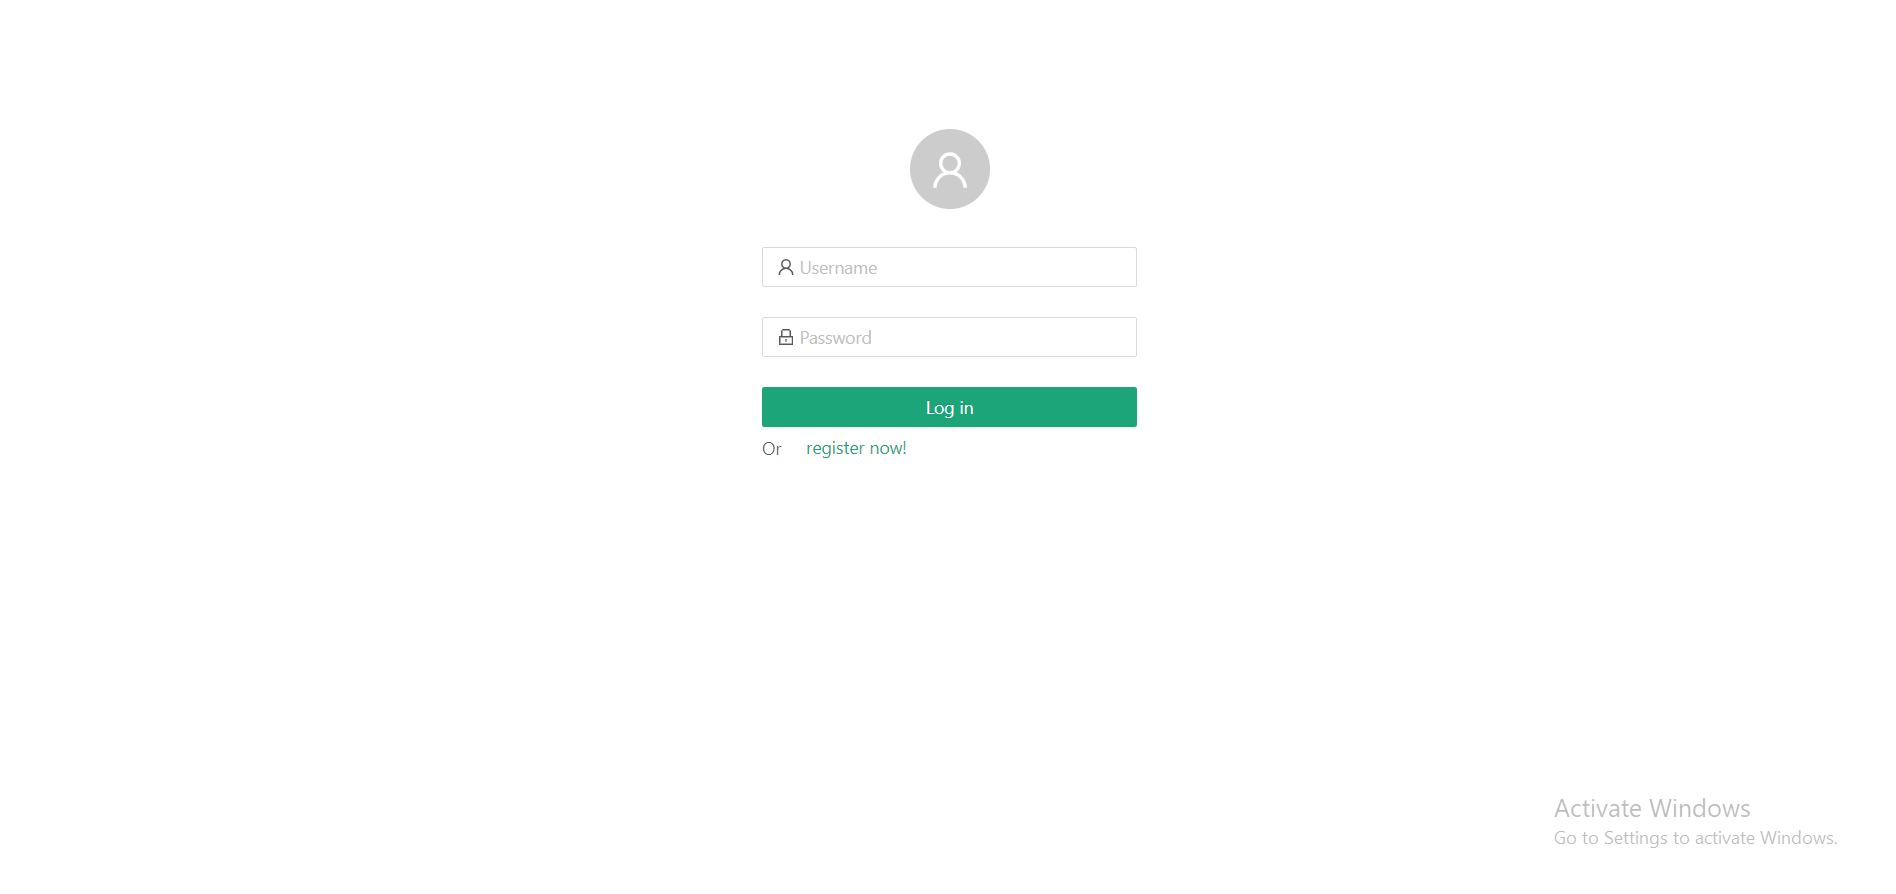 Username
Password
Log in
Or register now!
Activate Windows
Go to Settings to activate Windows.